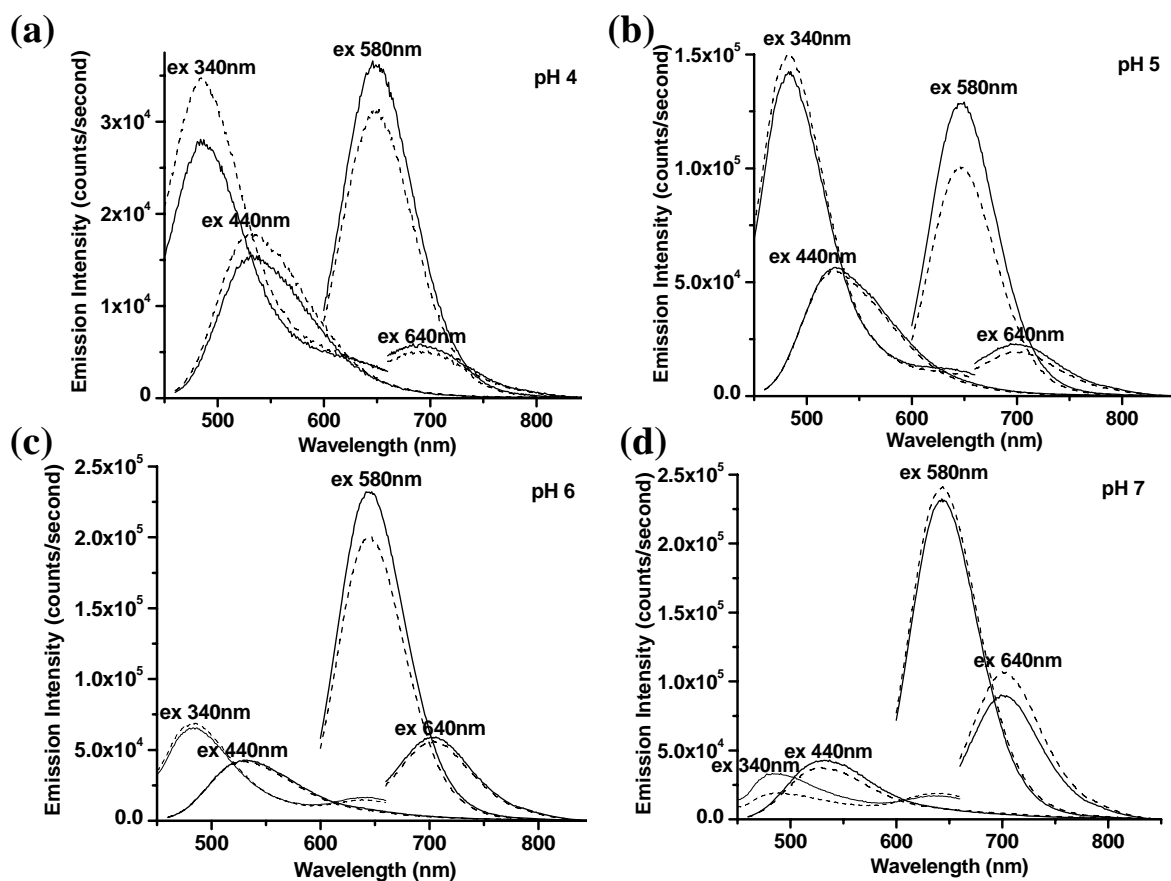 (a)
ex 340nm
ex 580nm
pH 4
ex 440nm
ex 640nm
3x10^4
2x10^4
1x10^4
0
500 600 700 800
Wavelength (nm)
Emission Intensity (counts/second)
(b)
1.5x10^5
ex 340nm
ex 580nm
pH 5
1.0x10^5
ex 440nm
5.0x10^4
ex 640nm
0.0
500 600 700 800
Wavelength (nm)
Emission Intensity (counts/second)
(c)
2.5x10^5
ex 580nm
pH 6
2.0x10^5
1.5x10^5
1.0x10^5
ex 340nm
ex 640nm
5.0x10^4
ex 440nm
0.0
500 600 700 800
Wavelength (nm)
Emission Intensity (counts/second)
(d)
2.5x10^5
ex 580nm
pH 7
2.0x10^5
1.5x10^5
ex 640nm
1.0x10^5
5.0x10^4
ex 440nm
ex 340nm
0.0
500 600 700 800
Wavelength (nm)
Emission Intensity (counts/second)